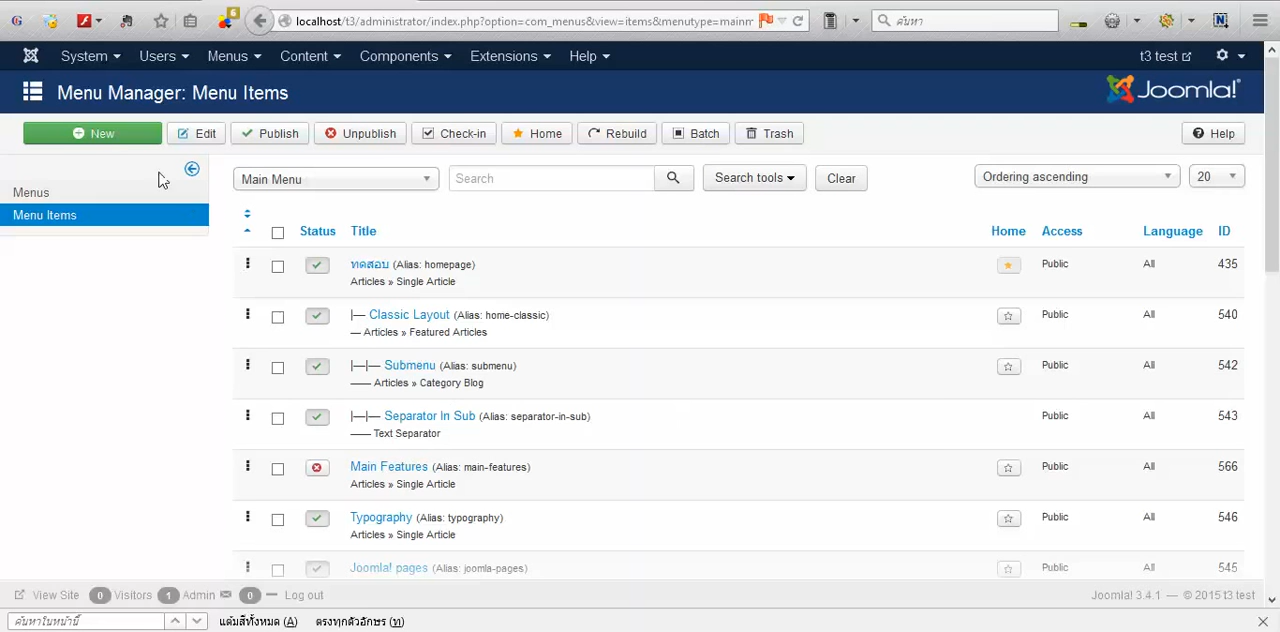 6
localhost/t3/administrator/index.php?option=com_menus&view=items&menutype=mainm
ค้นหา
System Users Menus Content Components Extensions Help t3 test
Menu Manager: Menu Items
Joomla!
New Edit Publish Unpublish Check-in Home Rebuild Batch Trash Help
Main Menu Search Search tools Clear Ordering ascending 20
Menus
Menu Items
Status Title Home Access Language ID
ทดสอบ (Alias: homepage) Public All 435
Articles » Single Article
|— Classic Layout (Alias: home-classic) Public All 540
— Articles » Featured Articles
|—|— Submenu (Alias: submenu) Public All 542
—— Articles » Category Blog
|—|— Separator In Sub (Alias: separator-in-sub) Public All 543
—— Text Separator
Main Features (Alias: main-features) Public All 566
Articles » Single Article
Typography (Alias: typography) Public All 546
Articles » Single Article
Joomla! pages (Alias: joomla-pages) Public All 545
View Site 0 Visitors 1 Admin 0 — Log out Joomla! 3.4.1 — © 2015 t3 test
ค้นหาในหน้านี้ แต้มสีทั้งหมด (A) ตรงทุกตัวอักษร (ท)